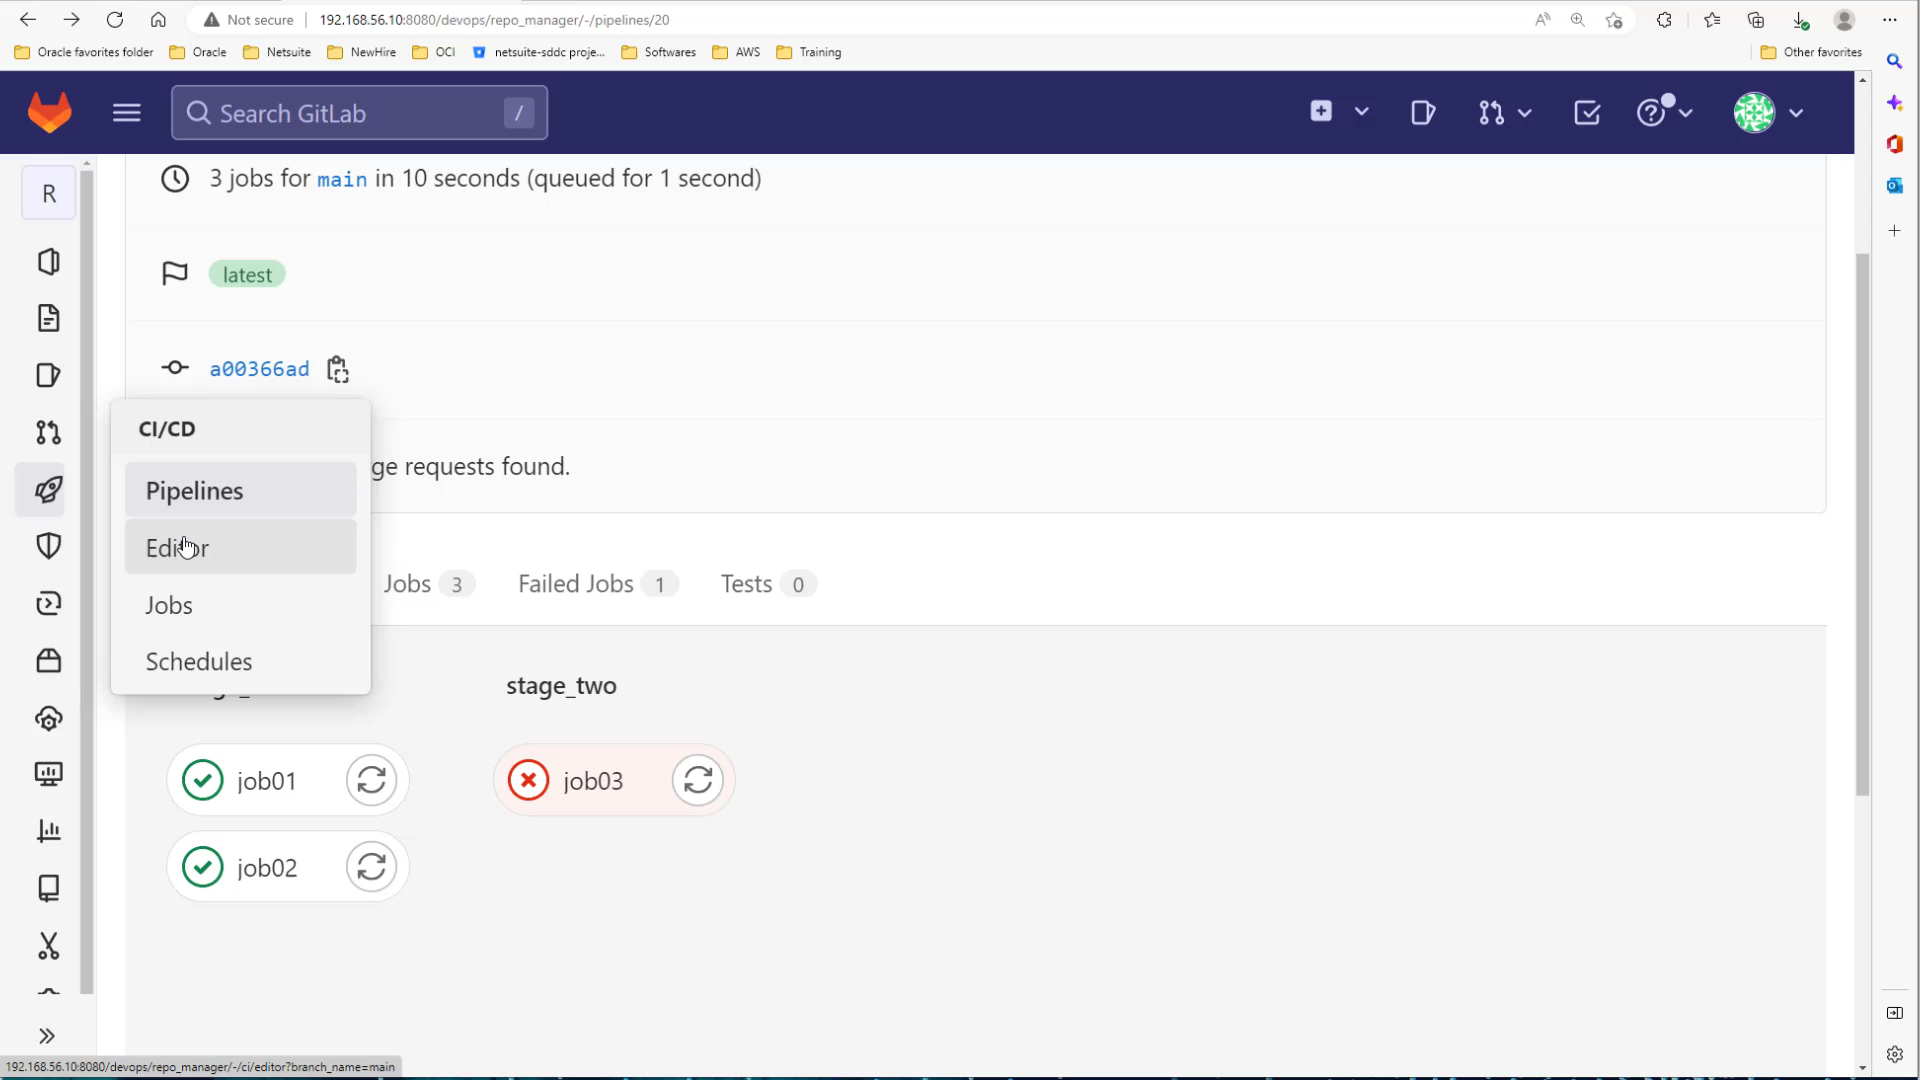 Not secure
192.168.56.10:8080/devops/repo_manager/-/pipelines/20
Oracle favorites folder
Oracle
Netsuite
NewHire
OCI
netsuite-sddc proje...
Softwares
AWS
Training
Other favorites
Search GitLab
/
R
3 jobs for main in 10 seconds (queued for 1 second)
latest
a00366ad
CI/CD
ge requests found.
Pipelines
Editor
Jobs
Schedules
Jobs 3
Failed Jobs 1
Tests 0
stage_two
job01
job03
job02
192.168.56.10:8080/devops/repo_manager/-/ci/editor?branch_name=main